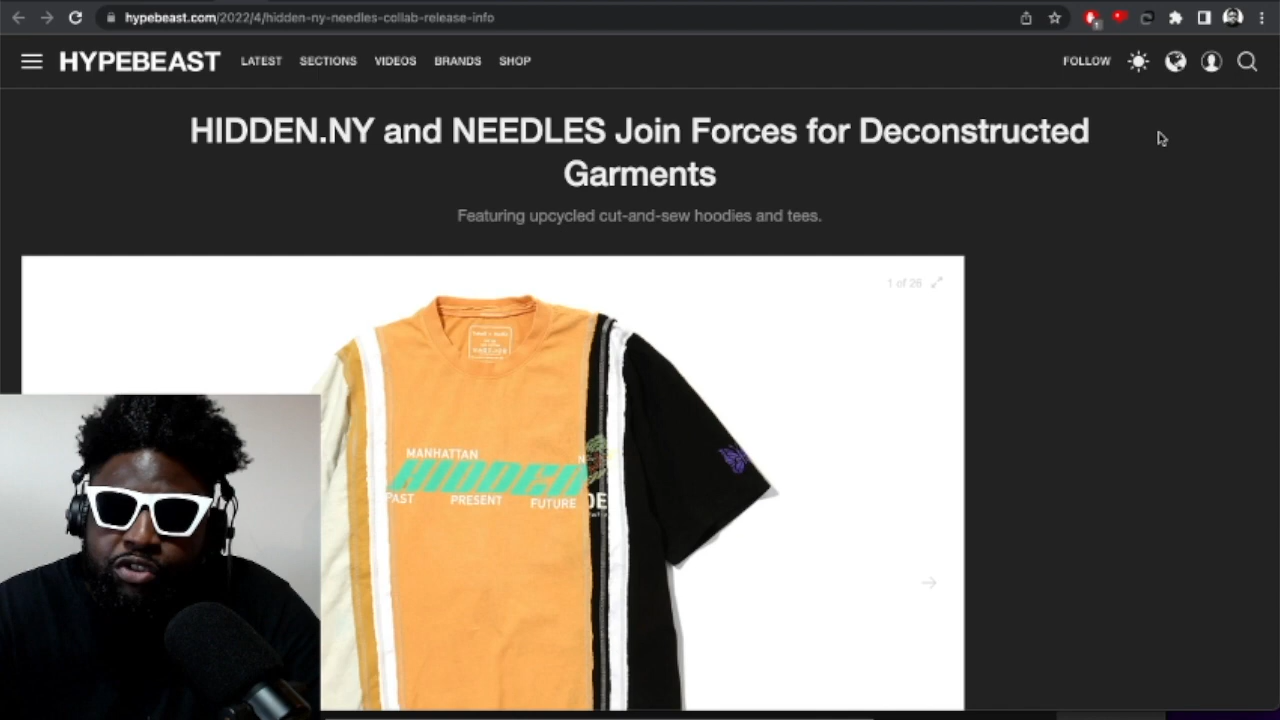 hypebeast.com/2022/4/hidden-ny-needles-collab-release-info
1
HYPEBEAST LATEST SECTIONS VIDEOS BRANDS SHOP FOLLOW
HIDDEN.NY and NEEDLES Join Forces for Deconstructed
Garments
Featuring upcycled cut-and-sew hoodies and tees.
1 of 26
MANHATTAN N
HIDDEN
PAST PRESENT FUTURE DE